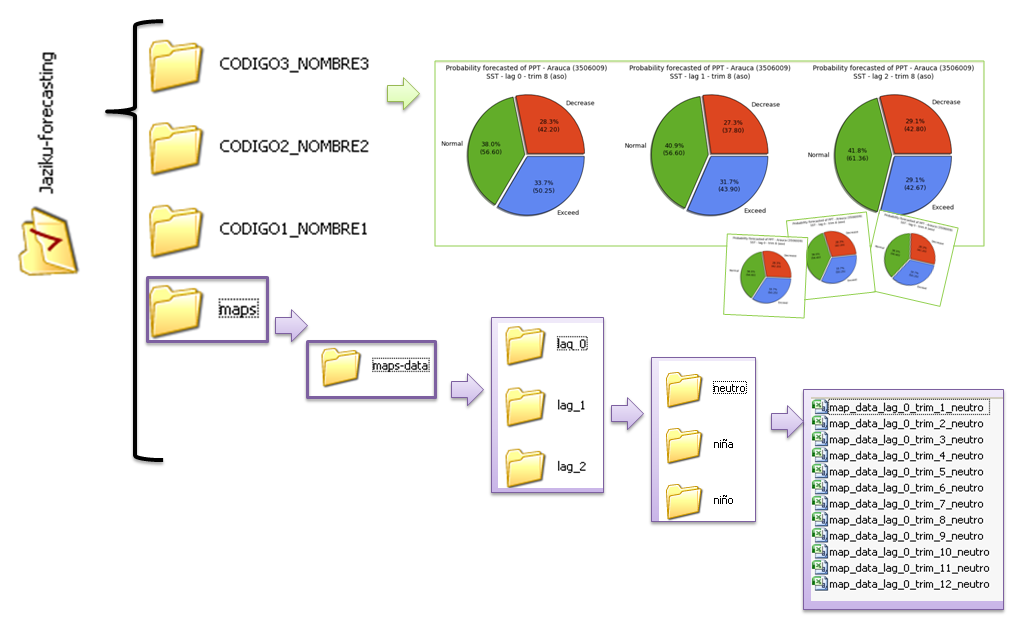 Jaziku-forecasting
CODIGO3_NOMBRE3
CODIGO2_NOMBRE2
CODIGO1_NOMBRE1
maps
Probability forecasted of PPT - Arauca (3506009)
SST - lag 0 - trim 8 (aso)
Decrease
28.3%
(42.20)
Normal
38.0%
(56.60)
33.7%
(50.25)
Exceed
Probability forecasted of PPT - Arauca (3506009)
SST - lag 1 - trim 8 (aso)
Decrease
27.3%
(37.80)
Normal
40.9%
(56.60)
31.7%
(43.90)
Exceed
Probability forecasted of PPT - Arauca (3506009)
SST - lag 2 - trim 8 (aso)
Decrease
29.1%
(42.80)
Normal
41.8%
(61.36)
29.1%
(42.67)
Exceed
maps-data
lag_0
lag_1
lag_2
neutro
niña
niño
map_data_lag_0_trim_1_neutro
map_data_lag_0_trim_2_neutro
map_data_lag_0_trim_3_neutro
map_data_lag_0_trim_4_neutro
map_data_lag_0_trim_5_neutro
map_data_lag_0_trim_6_neutro
map_data_lag_0_trim_7_neutro
map_data_lag_0_trim_8_neutro
map_data_lag_0_trim_9_neutro
map_data_lag_0_trim_10_neutro
map_data_lag_0_trim_11_neutro
map_data_lag_0_trim_12_neutro